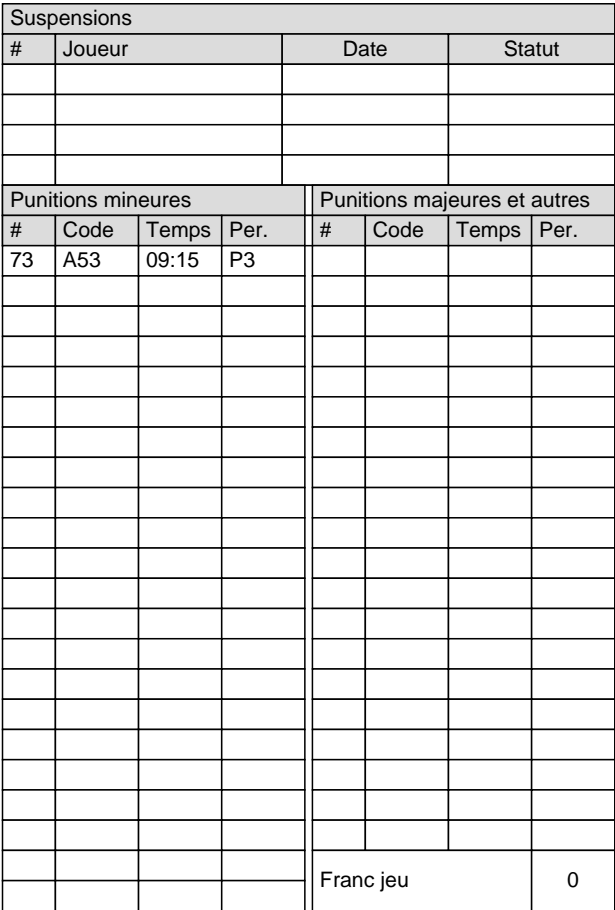 Suspensions
# Joueur Date Statut
Punitions mineures Punitions majeures et autres
# Code Temps Per. # Code Temps Per.
73 A53 09:15 P3
Franc jeu 0